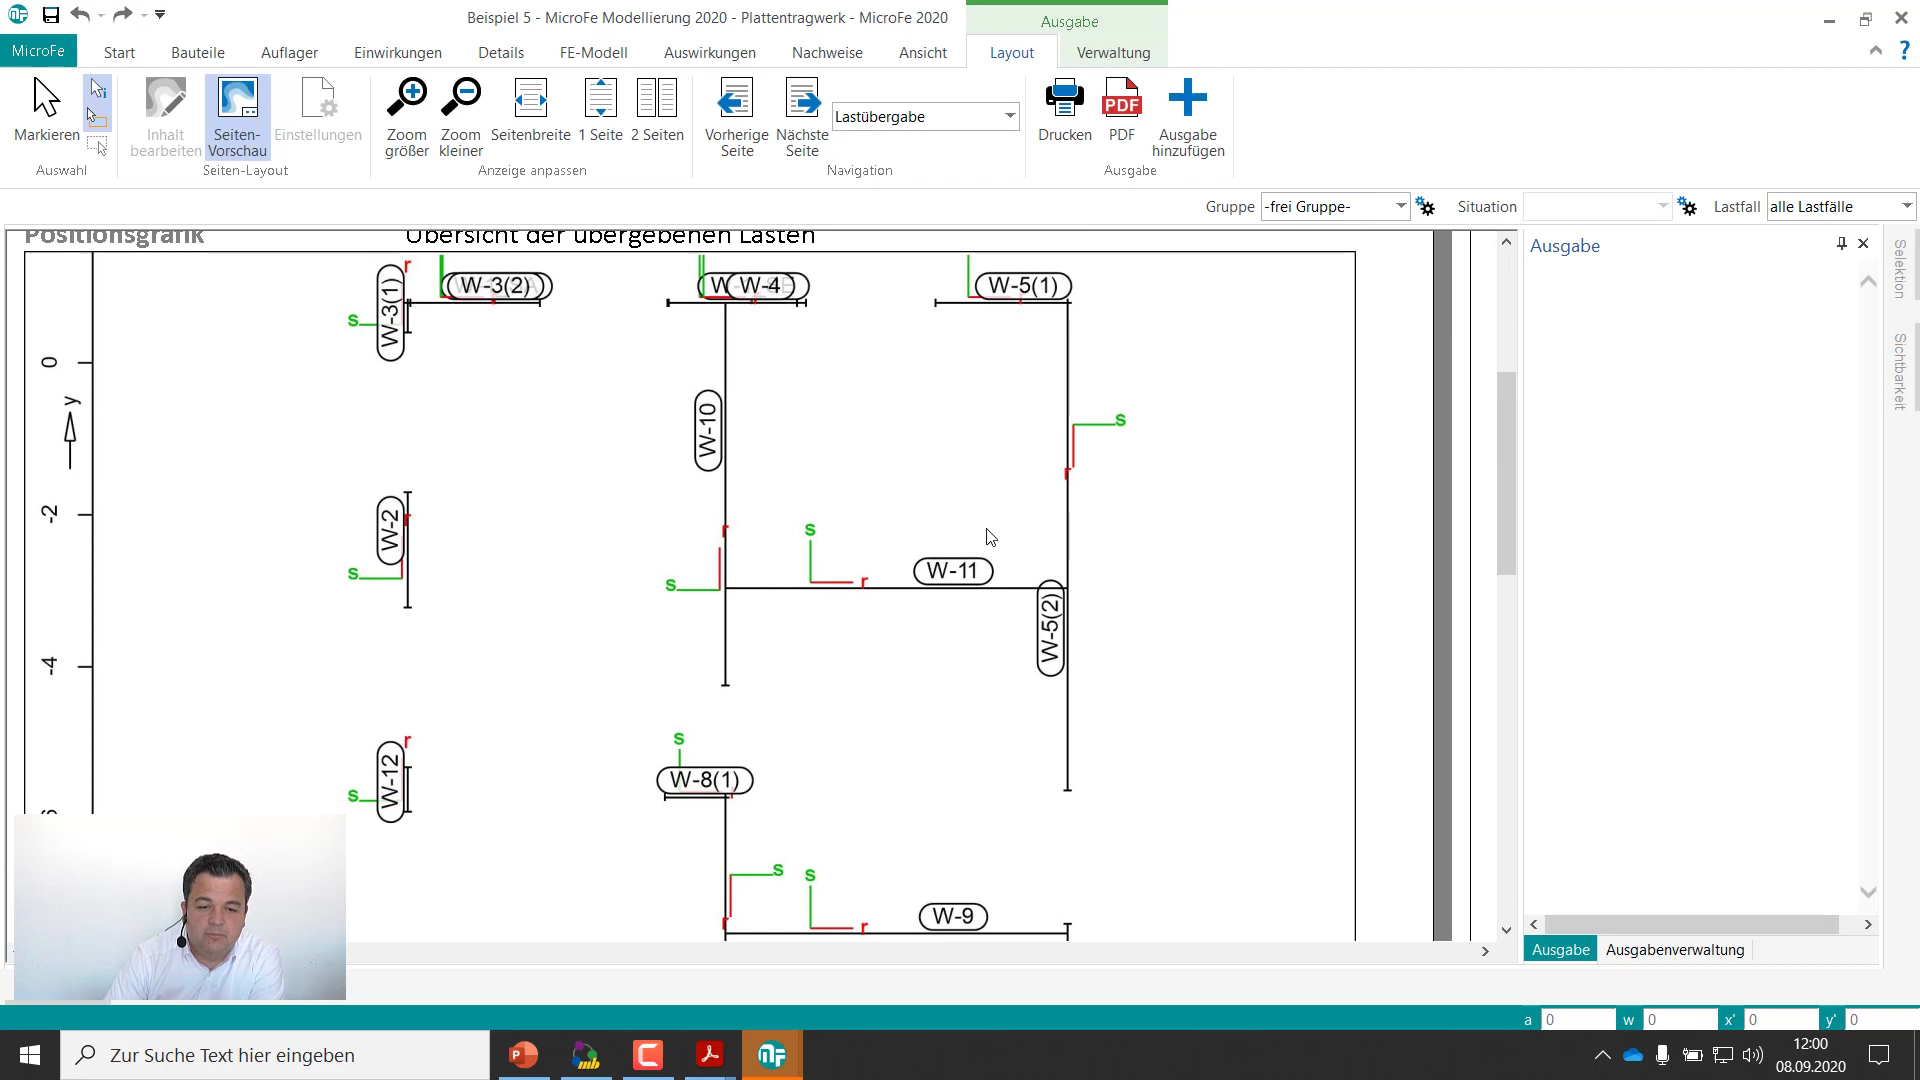 Beispiel 5 - MicroFe Modellierung 2020 - Plattentragwerk - MicroFe 2020
Ausgabe
MicroFe
Start
Bauteile
Auflager
Einwirkungen
Details
FE-Modell
Auswirkungen
Nachweise
Ansicht
Layout
Verwaltung
Markieren
Inhalt bearbeiten
Seiten-Vorschau
Einstellungen
Zoom größer
Zoom kleiner
Seitenbreite
1 Seite
2 Seiten
Vorherige Seite
Nächste Seite
Lastübergabe
Drucken
PDF
PDF
Ausgabe hinzufügen
Auswahl
Seiten-Layout
Anzeige anpassen
Navigation
Ausgabe
Gruppe
-frei Gruppe-
Situation
Lastfall
alle Lastfälle
Positionsgrafik
Übersicht der übergebenen Lasten
Ausgabe
Selektion
Sichtbarkeit
r
W-3(1)
W-3(2)
W-4
W-5(1)
s
0
y
W-10
s
r
-2
W-2
r
s
r
s
s
r
W-11
W-5(2)
-4
r
s
W-12
s
W-8(1)
s
s
r
r
W-9
Ausgabe
Ausgabenverwaltung
a 0
w 0
x' 0
y' 0
Zur Suche Text hier eingeben
12:00
08.09.2020